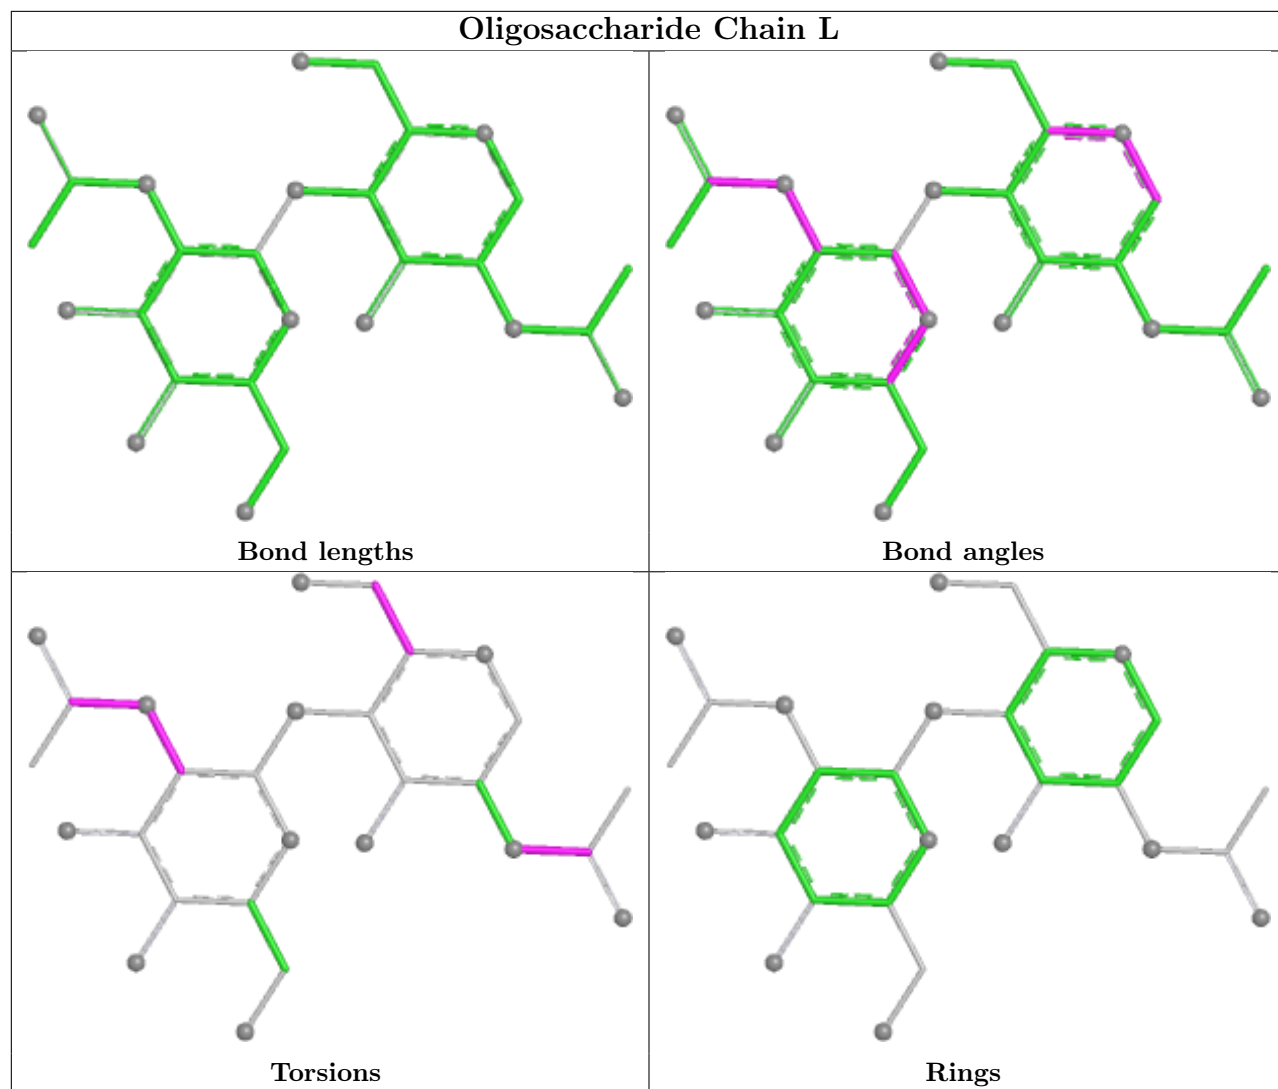 Oligosaccharide Chain L
Bond lengths
Bond angles
Torsions
Rings